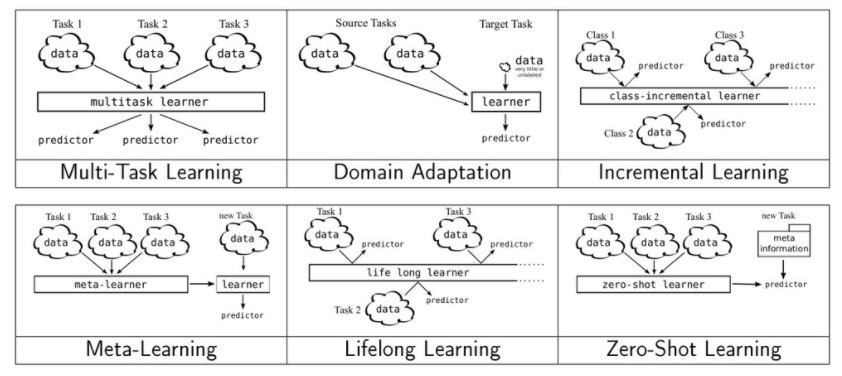 Task 1 Task 2 Task 3
data data data
multitask learner
predictor predictor predictor
Multi-Task Learning
Source Tasks Target Task
data data data
very little or
unlabeled
learner
predictor
Domain Adaptation
Class 1 Class 3
data predictor data predictor
class-incremental learner
Class 2 data predictor
Incremental Learning
Task 1 Task 2 Task 3 new Task
data data data data
meta-learner learner
predictor
Meta-Learning
Task 1 Task 3
data predictor data predictor
life long learner
Task 2 data predictor
Lifelong Learning
Task 1 Task 2 Task 3 new Task
data data data meta
information
zero-shot learner predictor
Zero-Shot Learning